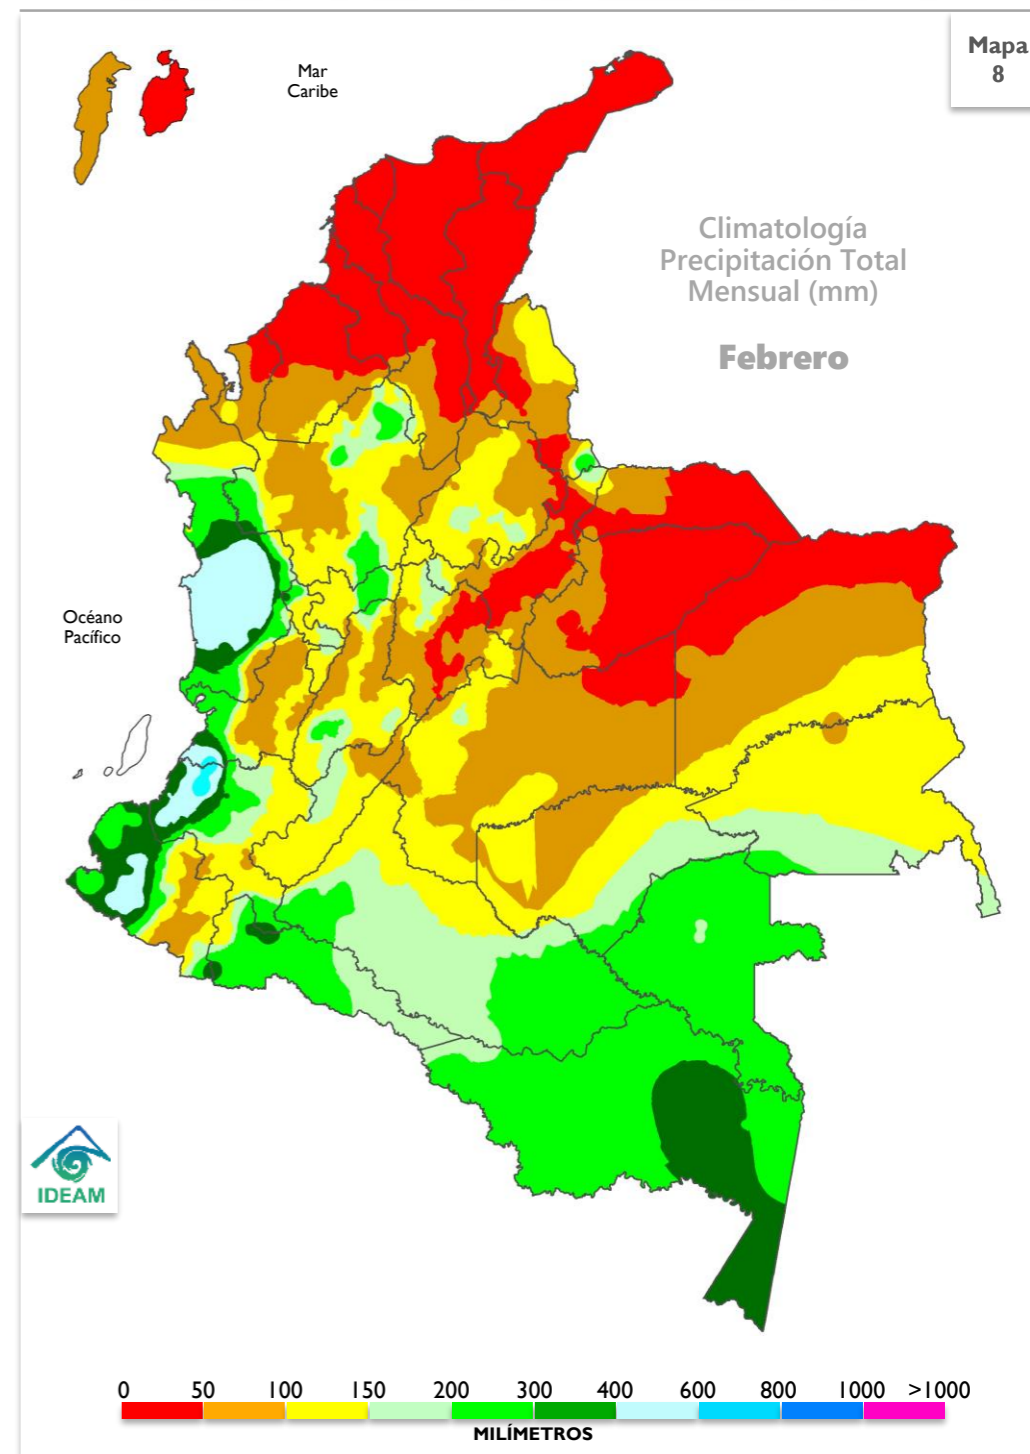 Mapa
8
Mar
Caribe
Climatología
Precipitación Total
Mensual (mm)
Febrero
Océano
Pacífico
IDEAM
0 50 100 150 200 300 400 600 800 1000 >1000
MILÍMETROS